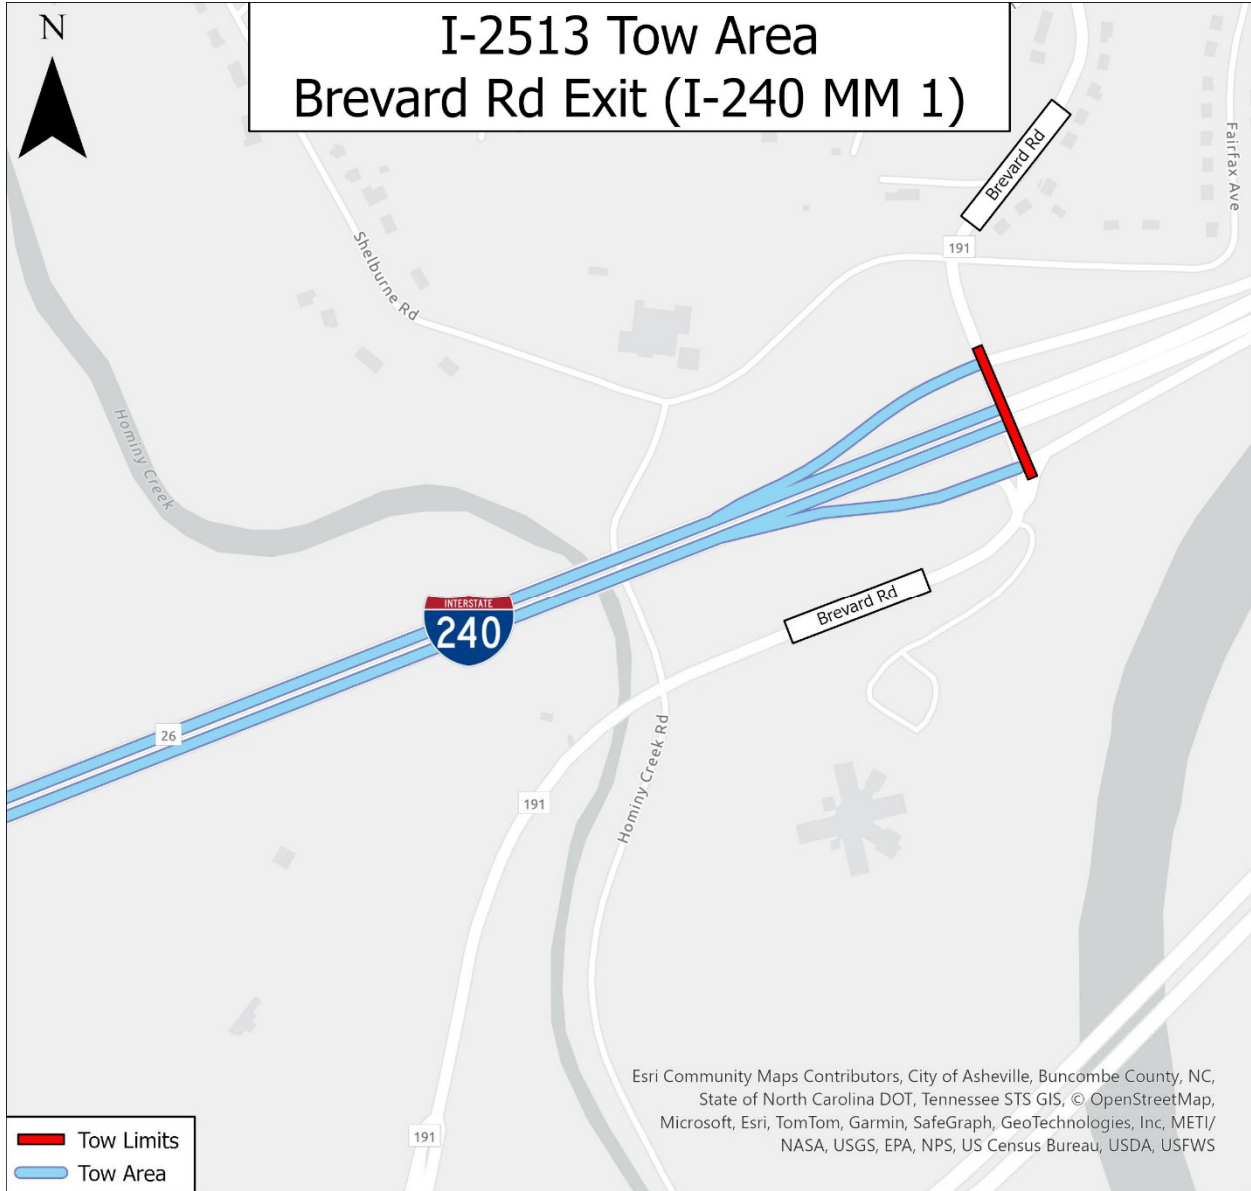 N
I-2513 Tow Area
Brevard Rd Exit (I-240 MM 1)
Brevard Rd
Fairfax Ave
191
Shelburne Rd
Hominy Creek
INTERSTATE
240
Brevard Rd
26
191
Hominy Creek Rd
191
Esri Community Maps Contributors, City of Asheville, Buncombe County, NC,
State of North Carolina DOT, Tennessee STS GIS, © OpenStreetMap,
Microsoft, Esri, TomTom, Garmin, SafeGraph, GeoTechnologies, Inc, METI/
NASA, USGS, EPA, NPS, US Census Bureau, USDA, USFWS
Tow Limits
Tow Area